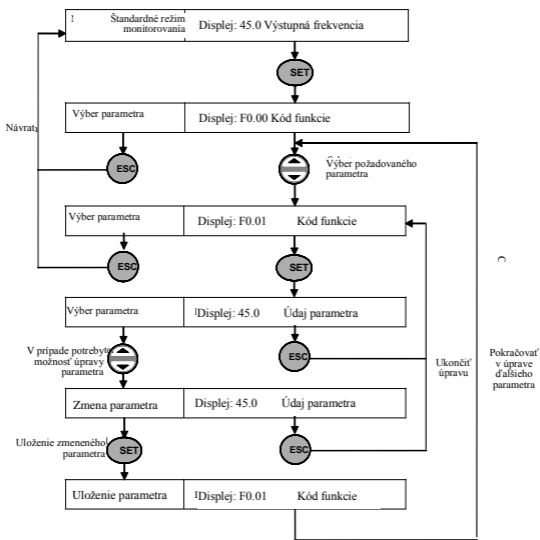 Štandardné režim
monitorovania
Displej: 45.0 Výstupná frekvencia
SET
Výber parametra
Displej: F0.00 Kód funkcie
Návrat
ESC
Výber požadovaného
parametra
Výber parametra
Displej: F0.01 Kód funkcie
ESC
SET
Výber parametra
Displej: 45.0 Údaj parametra
V prípade potreby
možnosť úpravy
parametra
ESC
Ukončiť
úpravu
Pokračovať
v úprave
ďalšieho
parametra
C
Zmena parametra
Displej: 45.0 Údaj parametra
Uloženie zmeneného
parametra
SET
ESC
Uloženie parametra
Displej: F0.01 Kód funkcie